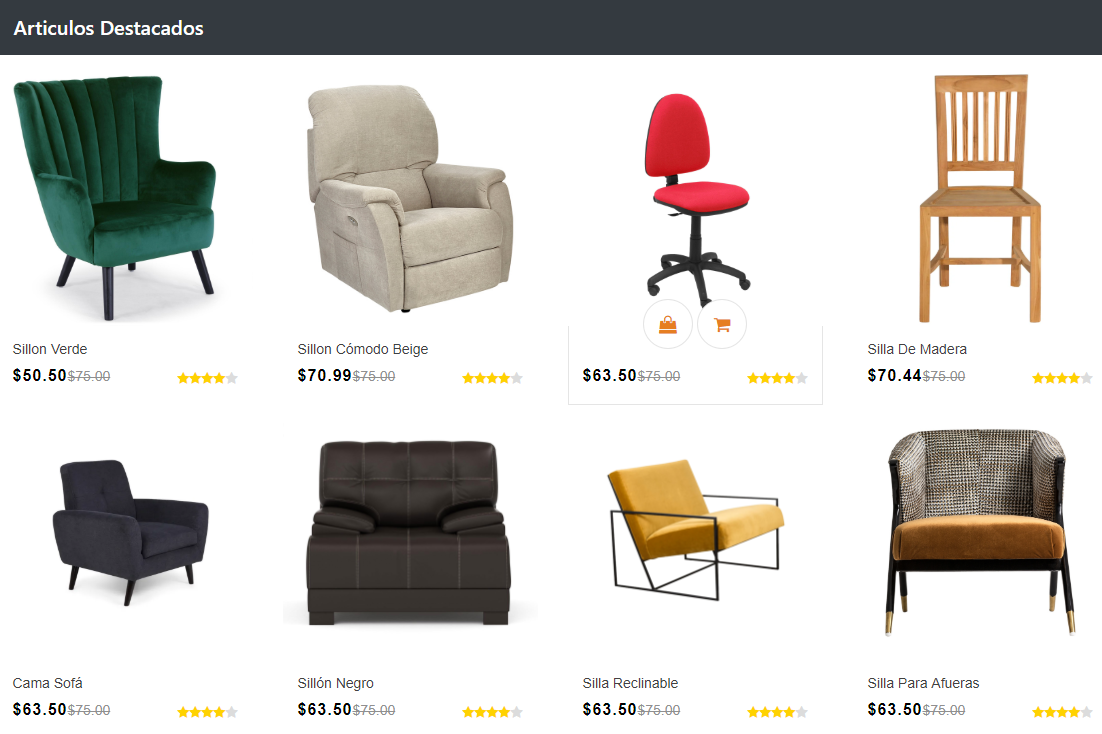 Articulos Destacados
Sillon Verde
$50.50$75.00
Sillon Cómodo Beige
$70.99$75.00
$63.50$75.00
Silla De Madera
$70.44$75.00
Cama Sofá
$63.50$75.00
Sillón Negro
$63.50$75.00
Silla Reclinable
$63.50$75.00
Silla Para Afueras
$63.50$75.00